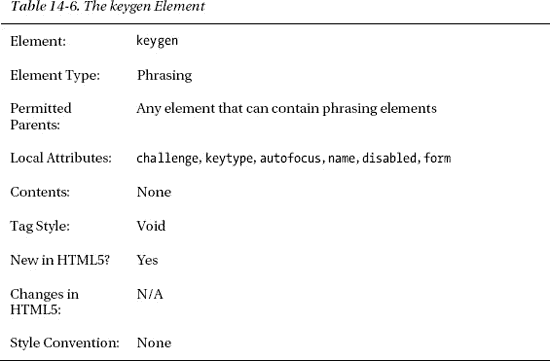 Table 14-6. The keygen Element
Element: keygen
Element Type: Phrasing
Permitted Any element that can contain phrasing elements
Parents:
Local Attributes: challenge, keytype, autofocus, name, disabled, form
Contents: None
Tag Style: Void
New in HTML5? Yes
Changes in N/A
HTML5:
Style Convention: None